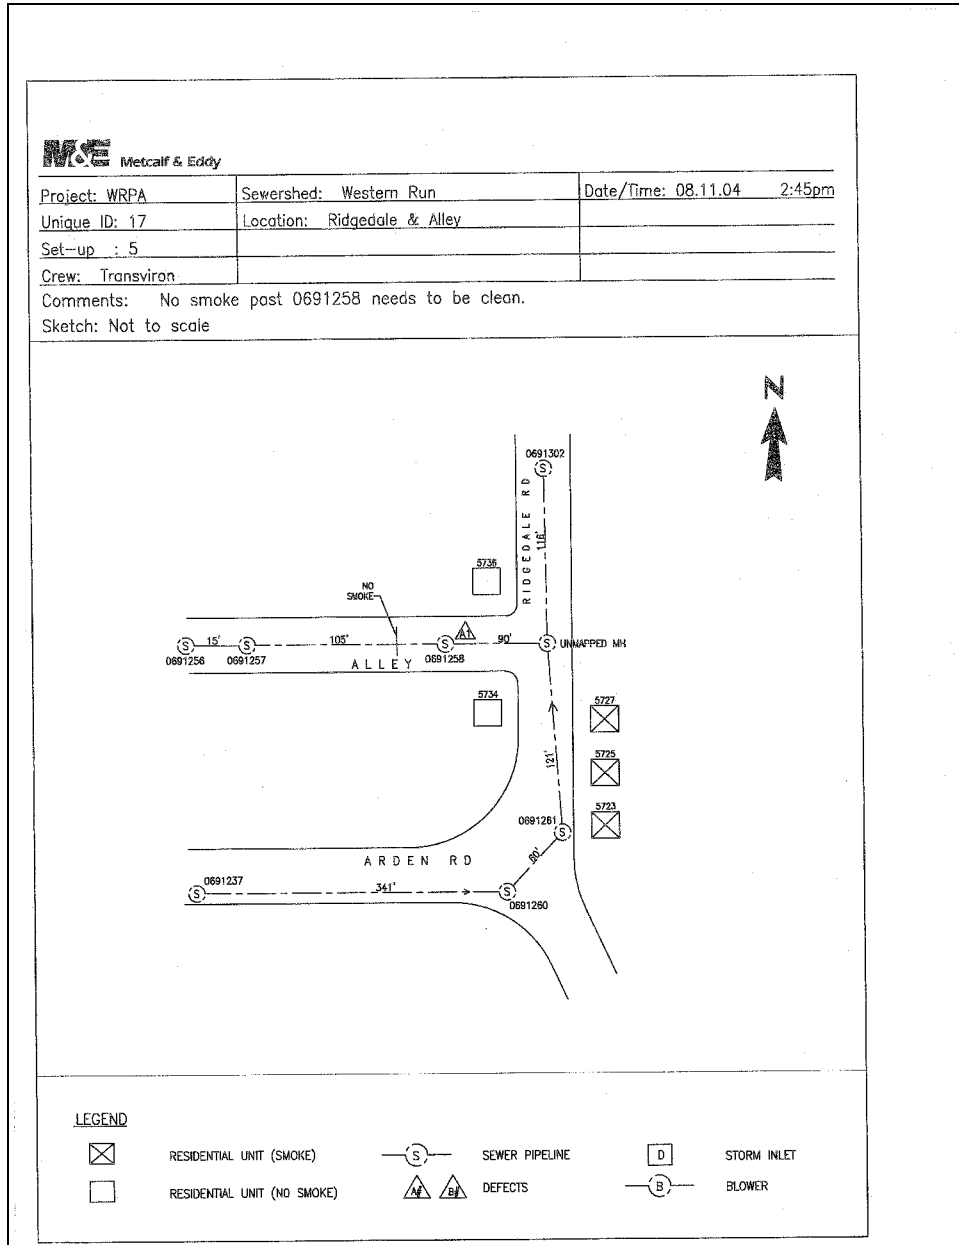 M&E Metcalf & Eddy
Project: WRPA Sewershed: Western Run Date/Time: 08.11.04 2:45pm
Unique ID: 17 Location: Ridgedale & Alley
Set-up : 5
Crew: Transviron
Comments: No smoke past 0691258 needs to be clean.
Sketch: Not to scale
N
0691302
S
RIDGEDALE RD
116'
5736
NO
SMOKE
A1
S 15' S 105' S 90' S UNMAPPED MH
0691256 0691257 0691258
ALLEY
5734
5727
121'
5725
5723
0691261
S
ARDEN RD
60'
0691237
S 341' S
0691260
LEGEND
RESIDENTIAL UNIT (SMOKE) S SEWER PIPELINE D STORM INLET
RESIDENTIAL UNIT (NO SMOKE) A# B# DEFECTS B BLOWER